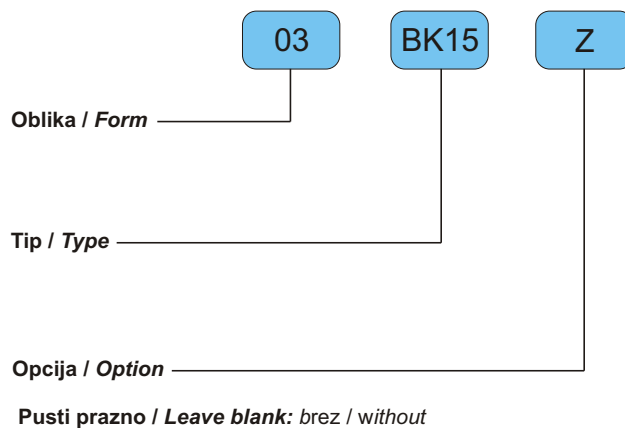 03 BK15 Z
Oblika / Form
Tip / Type
Opcija / Option
Pusti prazno / Leave blank: brez / without